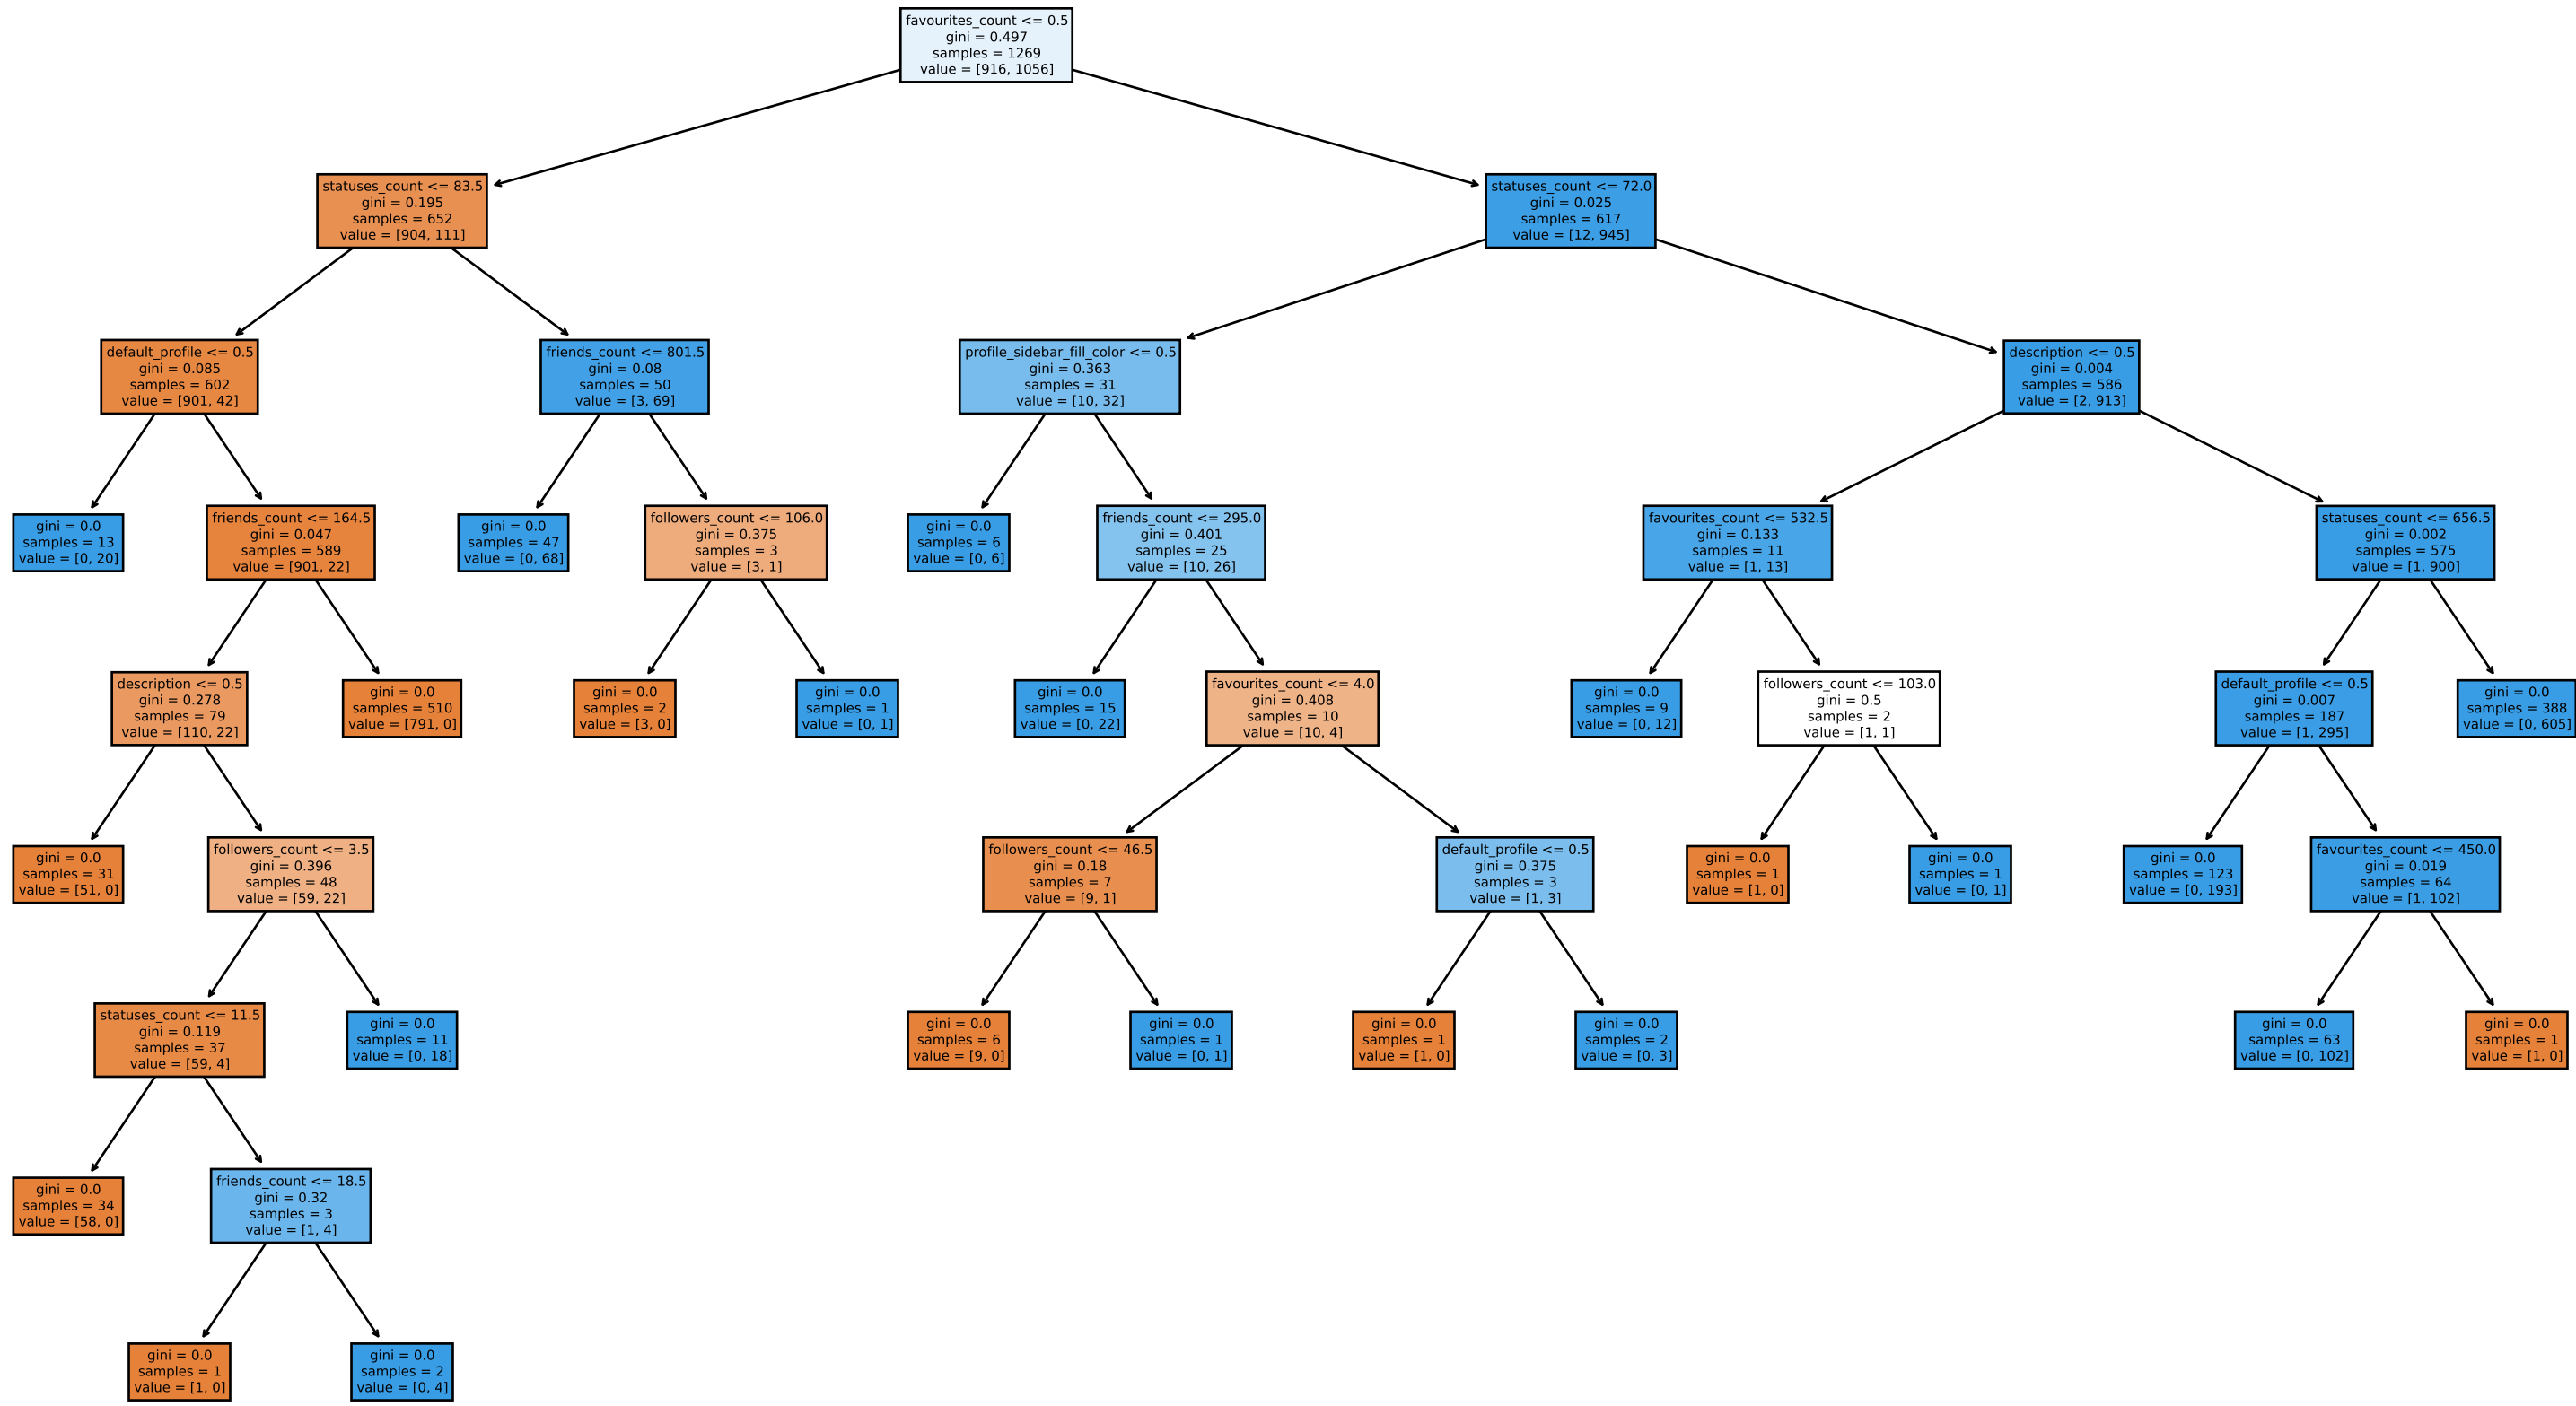 favourites_count <= 0.5
gini = 0.497
samples = 1269
value = [916, 1056]
statuses_count <= 83.5
gini = 0.195
samples = 652
value = [904, 111]
statuses_count <= 72.0
gini = 0.025
samples = 617
value = [12, 945]
default_profile <= 0.5
gini = 0.085
samples = 602
value = [901, 42]
friends_count <= 801.5
gini = 0.08
samples = 50
value = [3, 69]
profile_sidebar_fill_color <= 0.5
gini = 0.363
samples = 31
value = [10, 32]
description <= 0.5
gini = 0.004
samples = 586
value = [2, 913]
gini = 0.0
samples = 13
value = [0, 20]
friends_count <= 164.5
gini = 0.047
samples = 589
value = [901, 22]
gini = 0.0
samples = 47
value = [0, 68]
followers_count <= 106.0
gini = 0.375
samples = 3
value = [3, 1]
gini = 0.0
samples = 6
value = [0, 6]
friends_count <= 295.0
gini = 0.401
samples = 25
value = [10, 26]
favourites_count <= 532.5
gini = 0.133
samples = 11
value = [1, 13]
statuses_count <= 656.5
gini = 0.002
samples = 575
value = [1, 900]
description <= 0.5
gini = 0.278
samples = 79
value = [110, 22]
gini = 0.0
samples = 510
value = [791, 0]
gini = 0.0
samples = 2
value = [3, 0]
gini = 0.0
samples = 1
value = [0, 1]
gini = 0.0
samples = 15
value = [0, 22]
favourites_count <= 4.0
gini = 0.408
samples = 10
value = [10, 4]
gini = 0.0
samples = 9
value = [0, 12]
followers_count <= 103.0
gini = 0.5
samples = 2
value = [1, 1]
default_profile <= 0.5
gini = 0.007
samples = 187
value = [1, 295]
gini = 0.0
samples = 388
value = [0, 605]
gini = 0.0
samples = 31
value = [51, 0]
followers_count <= 3.5
gini = 0.396
samples = 48
value = [59, 22]
followers_count <= 46.5
gini = 0.18
samples = 7
value = [9, 1]
default_profile <= 0.5
gini = 0.375
samples = 3
value = [1, 3]
gini = 0.0
samples = 1
value = [1, 0]
gini = 0.0
samples = 1
value = [0, 1]
gini = 0.0
samples = 123
value = [0, 193]
favourites_count <= 450.0
gini = 0.019
samples = 64
value = [1, 102]
statuses_count <= 11.5
gini = 0.119
samples = 37
value = [59, 4]
gini = 0.0
samples = 11
value = [0, 18]
gini = 0.0
samples = 6
value = [9, 0]
gini = 0.0
samples = 1
value = [0, 1]
gini = 0.0
samples = 1
value = [1, 0]
gini = 0.0
samples = 2
value = [0, 3]
gini = 0.0
samples = 63
value = [0, 102]
gini = 0.0
samples = 1
value = [1, 0]
gini = 0.0
samples = 34
value = [58, 0]
friends_count <= 18.5
gini = 0.32
samples = 3
value = [1, 4]
gini = 0.0
samples = 1
value = [1, 0]
gini = 0.0
samples = 2
value = [0, 4]